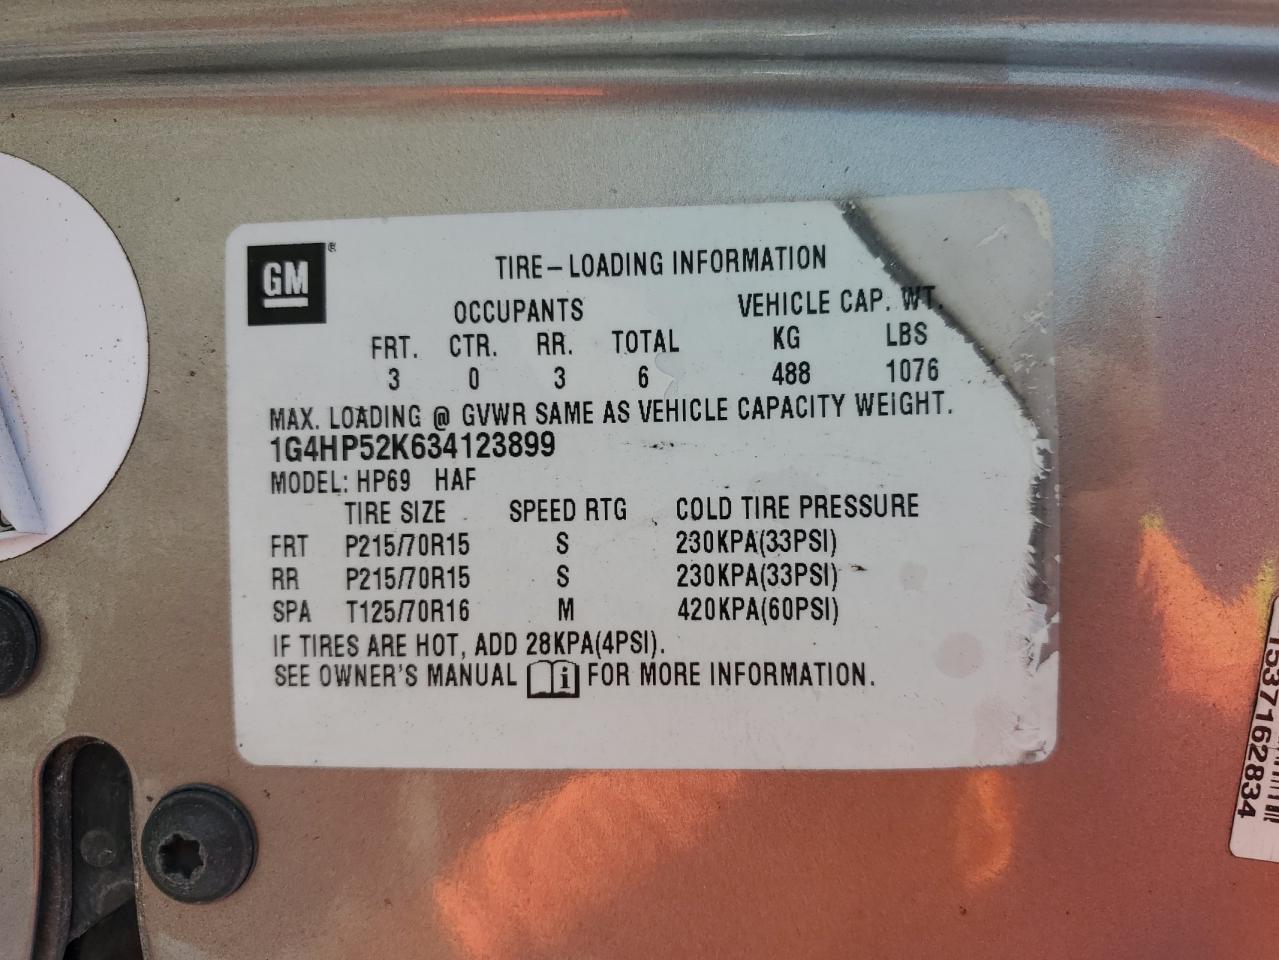 GM®
TIRE-LOADING INFORMATION
OCCUPANTS VEHICLE CAP. WT.
FRT. CTR. RR. TOTAL KG LBS
3 0 3 6 488 1076
MAX. LOADING @ GVWR SAME AS VEHICLE CAPACITY WEIGHT.
1G4HP52K634123899
MODEL: HP69 HAF
TIRE SIZE SPEED RTG COLD TIRE PRESSURE
FRT P215/70R15 S 230KPA(33PSI)
RR P215/70R15 S 230KPA(33PSI)
SPA T125/70R16 M 420KPA(60PSI)
IF TIRES ARE HOT, ADD 28KPA(4PSI).
SEE OWNER'S MANUAL i FOR MORE INFORMATION.
1537162834